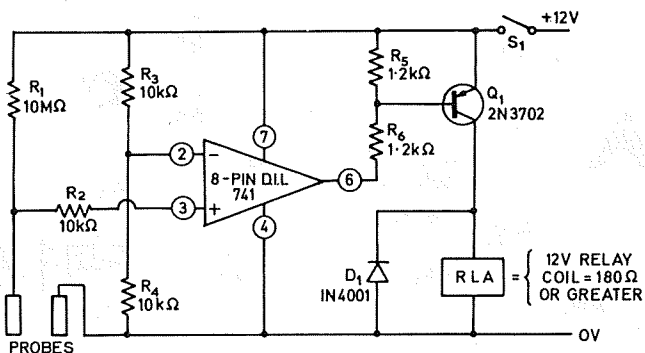 +12V
S1
R1
10MΩ
R3
10kΩ
R5
1·2kΩ
Q1
2N3702
7
2
−
8-PIN D.I.L
741
6
R6
1·2kΩ
R2
10kΩ
3
+
4
R4
10kΩ
D1
IN4001
RLA
=
12V RELAY
COIL = 180Ω
OR GREATER
0V
PROBES